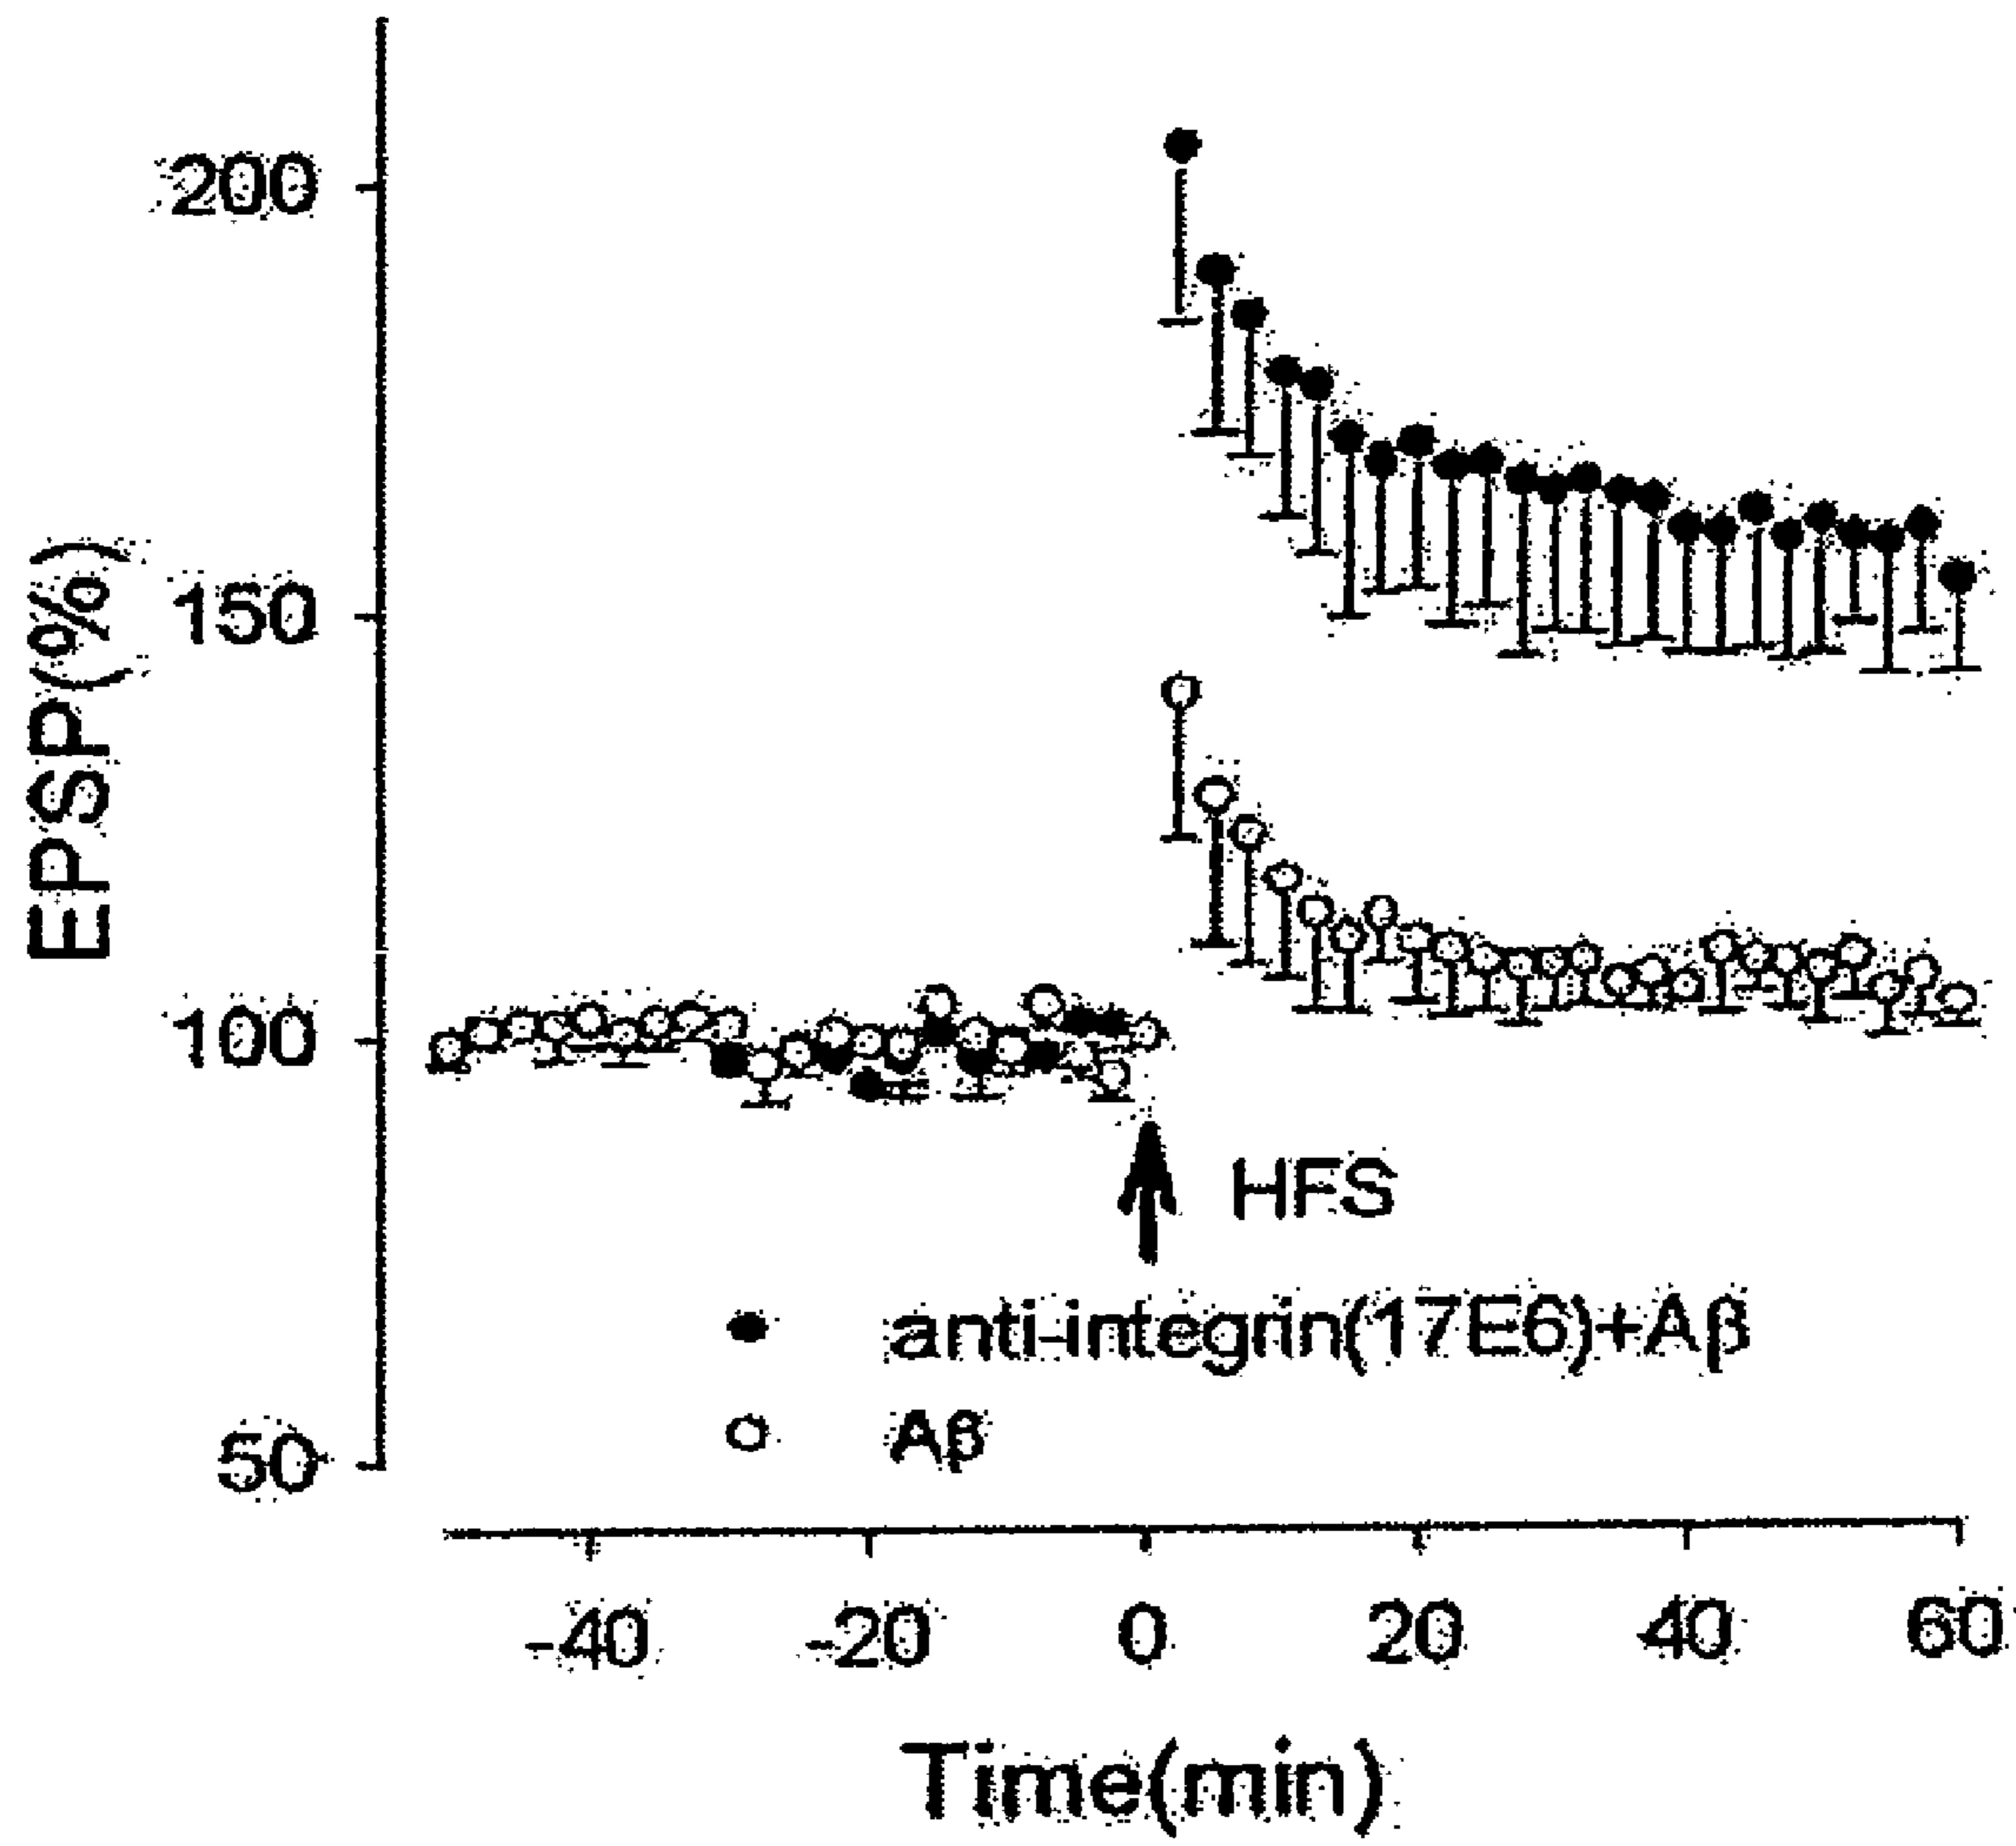 200
150
100
50
EPSP(%)
HFS
anti-integrin(17E6)+Aβ
Aβ
-40 -20 0 20 40 60
Time(min)